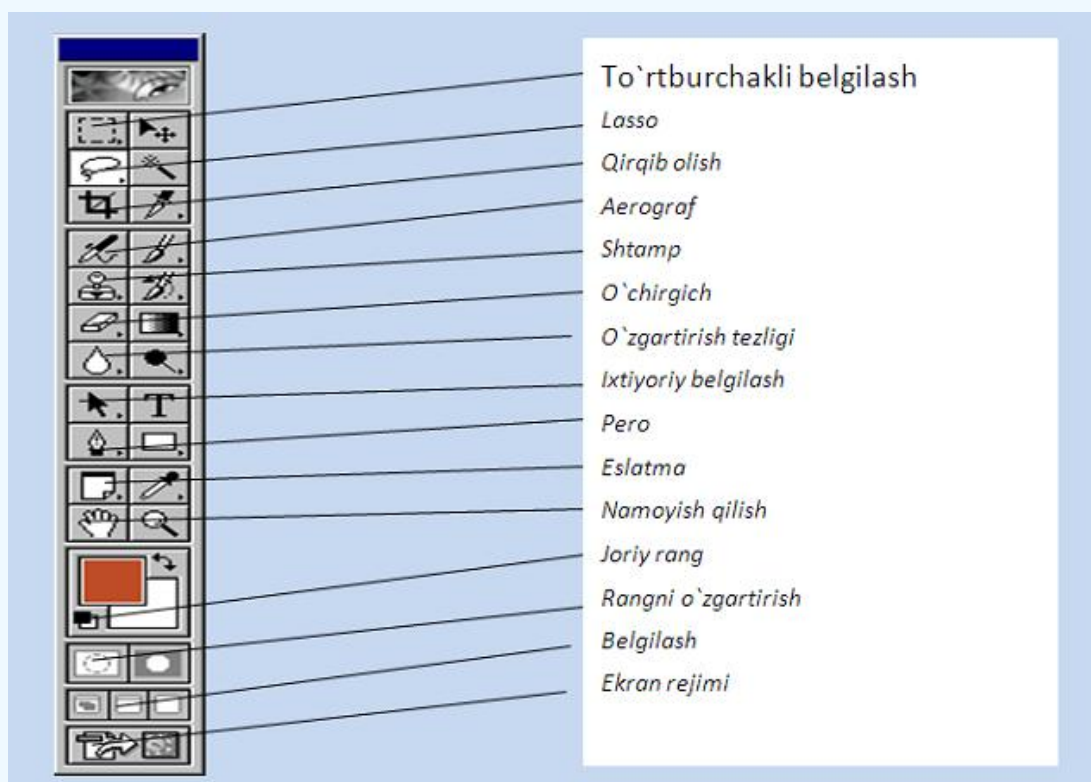 To`rtburchakli belgilash
Lasso
Qirqib olish
Aerograf
Shtamp
O`chirgich
O`zgartirish tezligi
Ixtiyoriy belgilash
Pero
Eslatma
Namoyish qilish
Joriy rang
Rangni o`zgartirish
Belgilash
Ekran rejimi
T